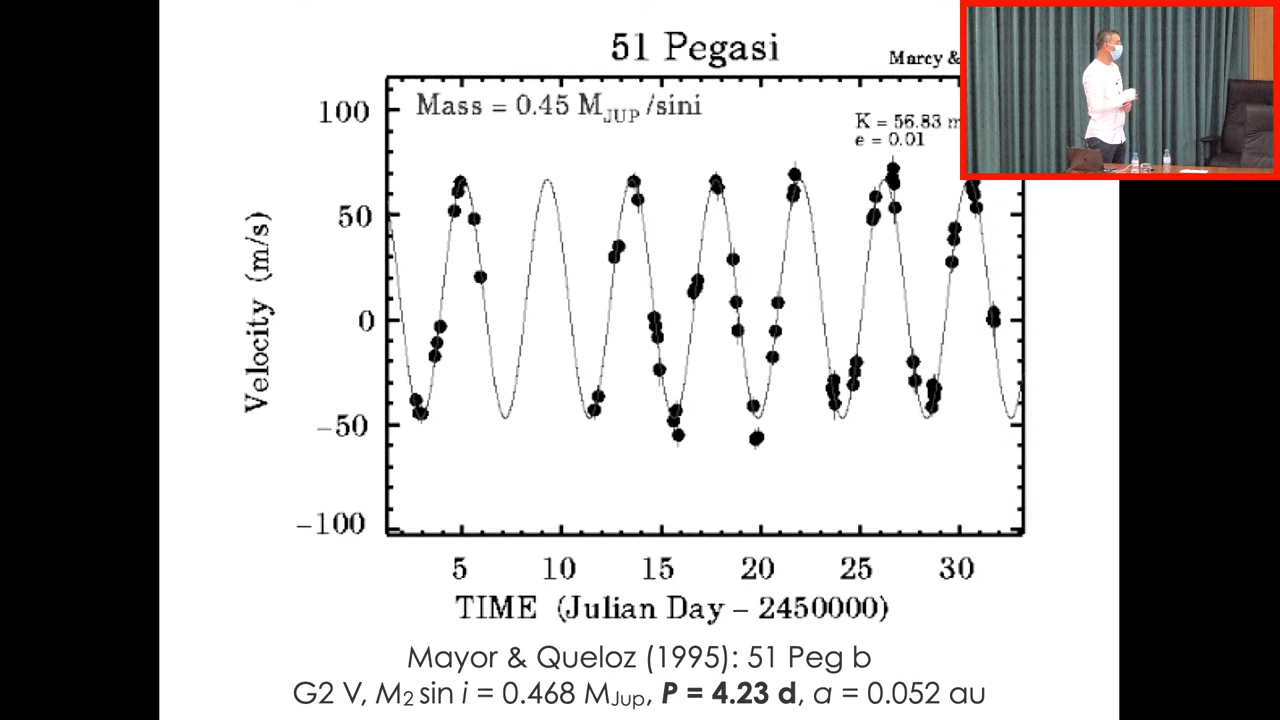 51 Pegasi
Marcy &
Mass = 0.45 M_JUP /sini
K = 56.83 m
e = 0.01
100
50
0
−50
−100
Velocity (m/s)
5 10 15 20 25 30
TIME (Julian Day − 2450000)
Mayor & Queloz (1995): 51 Peg b
G2 V, M₂ sin i = 0.468 M_Jup, P = 4.23 d, a = 0.052 au